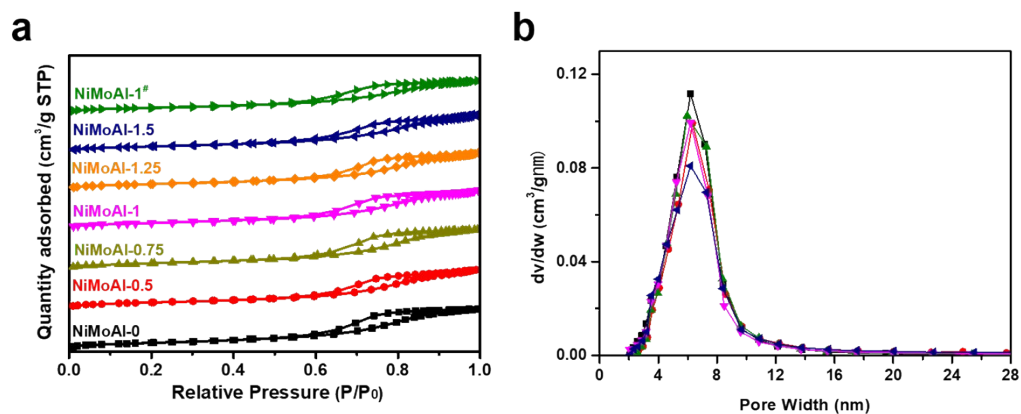 a
Quantity adsorbed (cm³/g STP)
NiMoAl-1#
NiMoAl-1.5
NiMoAl-1.25
NiMoAl-1
NiMoAl-0.75
NiMoAl-0.5
NiMoAl-0
0.0 0.2 0.4 0.6 0.8 1.0
Relative Pressure (P/P0)
b
dv/dw (cm³/gnm)
0.12
0.08
0.04
0.00
0 4 8 12 16 20 24 28
Pore Width (nm)